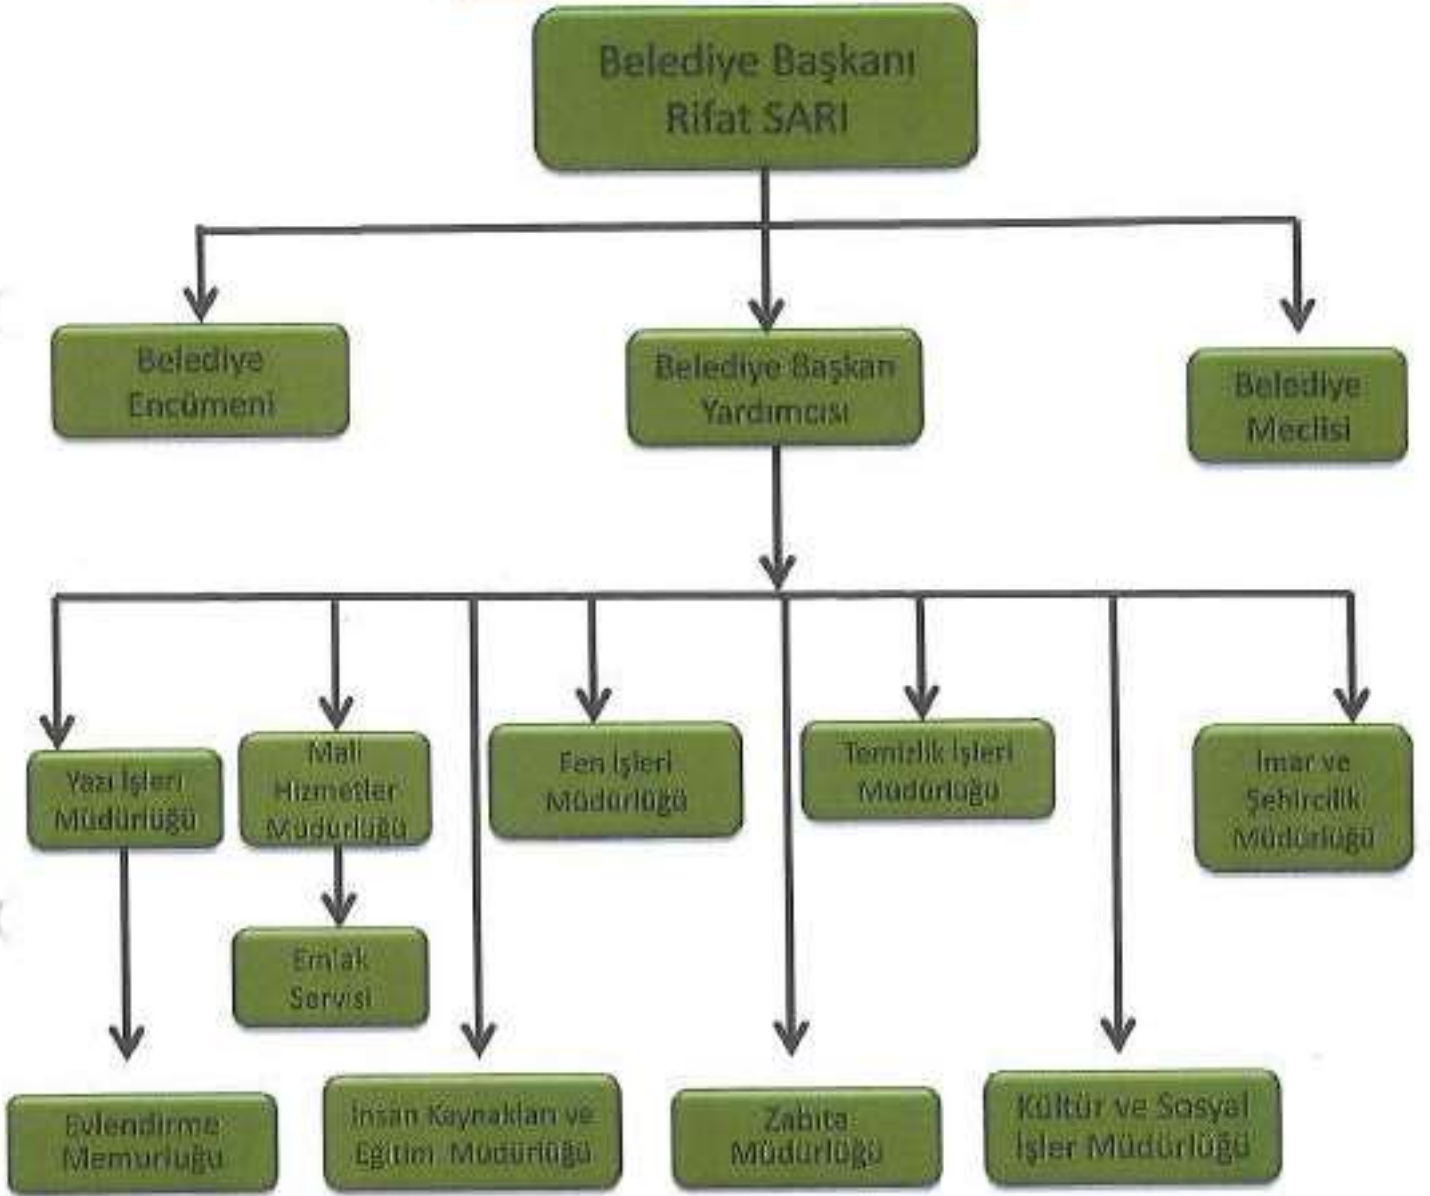 Belediye Başkanı
Rifat SARI
Belediye
Encümeni
Belediye Başkan
Yardımcısı
Belediye
Meclisi
Yazı İşleri
Müdürlüğü
Mali
Hizmetler
Müdürlüğü
Fen İşleri
Müdürlüğü
Temizlik İşleri
Müdürlüğü
İmar ve
Şehircilik
Müdürlüğü
Emlak
Servisi
Evlendirme
Memurluğu
İnsan Kaynakları ve
Eğitim Müdürlüğü
Zabıta
Müdürlüğü
Kültür ve Sosyal
İşler Müdürlüğü